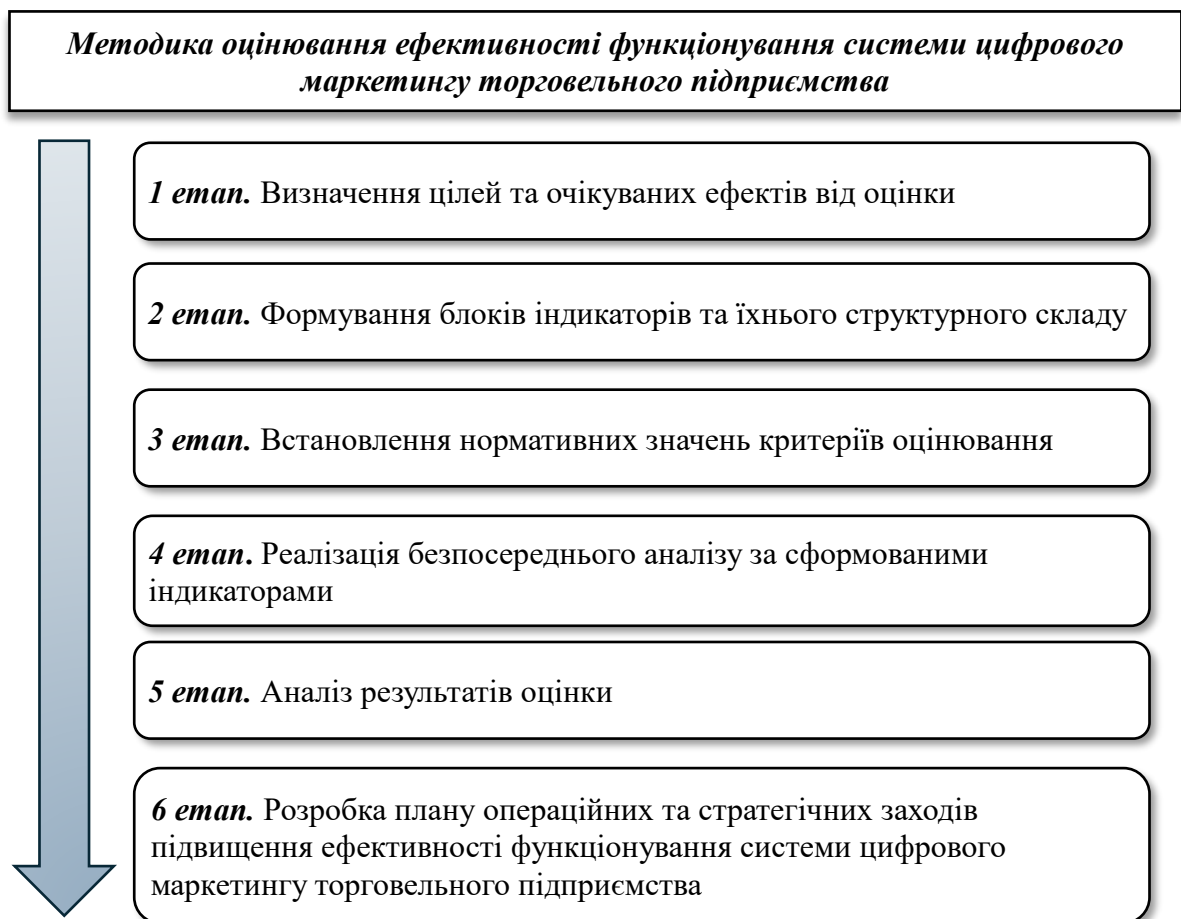 Методика оцінювання ефективності функціонування системи цифрового
маркетингу торговельного підприємства
1 етап. Визначення цілей та очікуваних ефектів від оцінки
2 етап. Формування блоків індикаторів та їхнього структурного складу
3 етап. Встановлення нормативних значень критеріїв оцінювання
4 етап. Реалізація безпосереднього аналізу за сформованими
індикаторами
5 етап. Аналіз результатів оцінки
6 етап. Розробка плану операційних та стратегічних заходів
підвищення ефективності функціонування системи цифрового
маркетингу торговельного підприємства